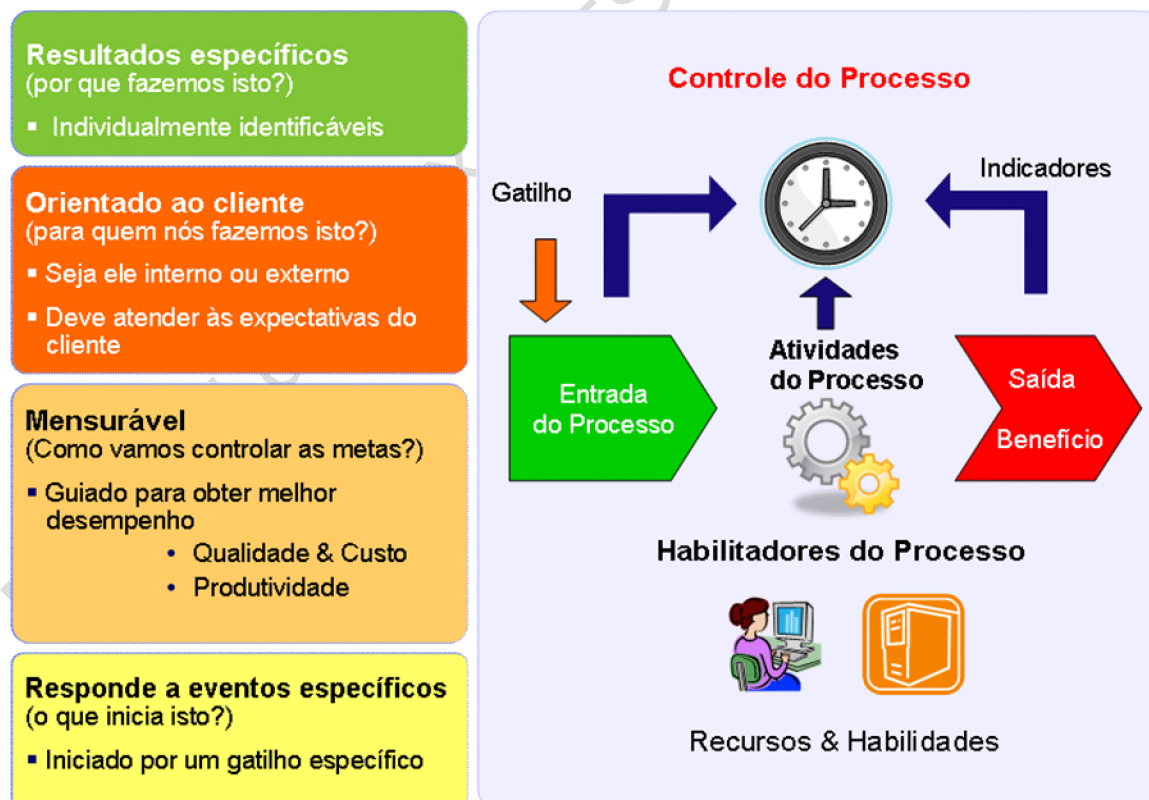 Resultados específicos
(por que fazemos isto?)
▪ Individualmente identificáveis
Orientado ao cliente
(para quem nós fazemos isto?)
▪ Seja ele interno ou externo
▪ Deve atender às expectativas do
cliente
Mensurável
(Como vamos controlar as metas?)
▪ Guiado para obter melhor
desempenho
• Qualidade & Custo
• Produtividade
Responde a eventos específicos
(o que inicia isto?)
▪ Iniciado por um gatilho específico
Controle do Processo
Gatilho
Indicadores
Entrada
do Processo
Atividades
do Processo
Saída
Benefício
Habilitadores do Processo
Recursos & Habilidades